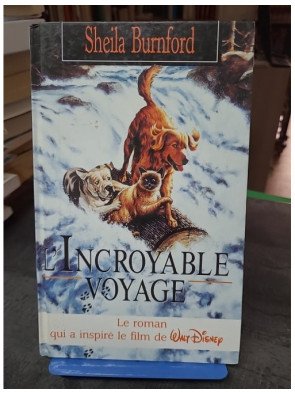 Sheila Burnford
L'INCROYABLE
VOYAGE
Le roman
qui a inspiré le film de WALT DISNEY